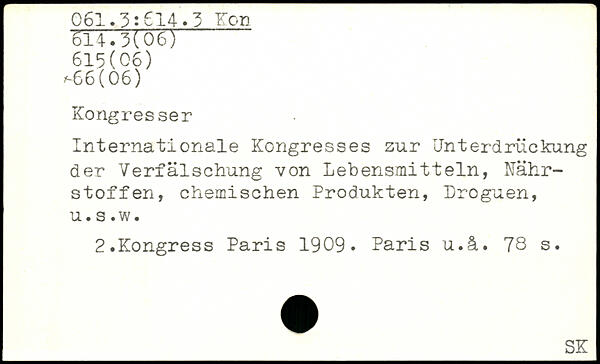 061.3:614.3 Kon
614.3(06)
615(06)
66(06)
Kongresser
Internationale Kongresses zur Unterdrückung
der Verfälschung von Lebensmitteln, Nähr-
stoffen, chemischen Produkten, Droguen,
u.s.w.
2.Kongress Paris 1909. Paris u.å. 78 s.
SK